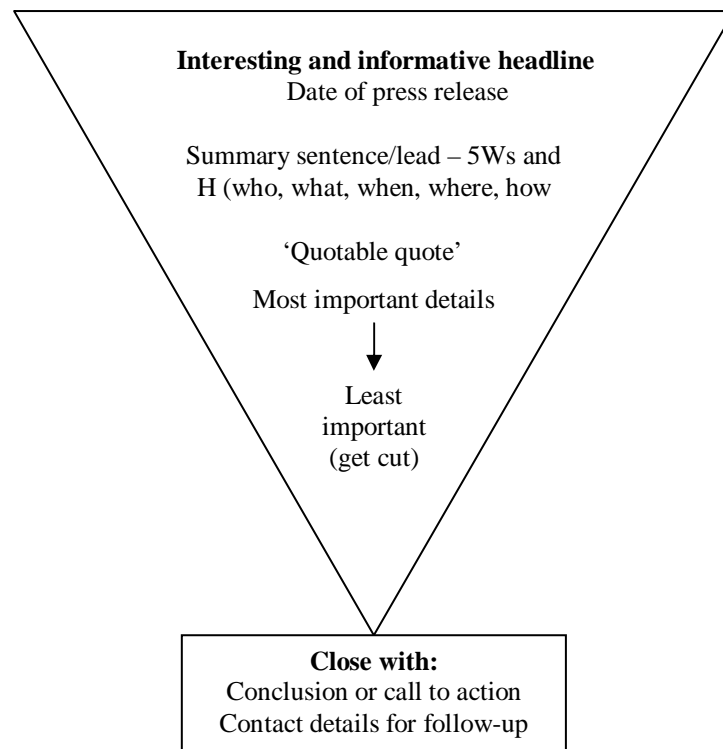 Interesting and informative headline
Date of press release
Summary sentence/lead – 5Ws and
H (who, what, when, where, how
‘Quotable quote’
Most important details
Least
important
(get cut)
Close with:
Conclusion or call to action
Contact details for follow-up